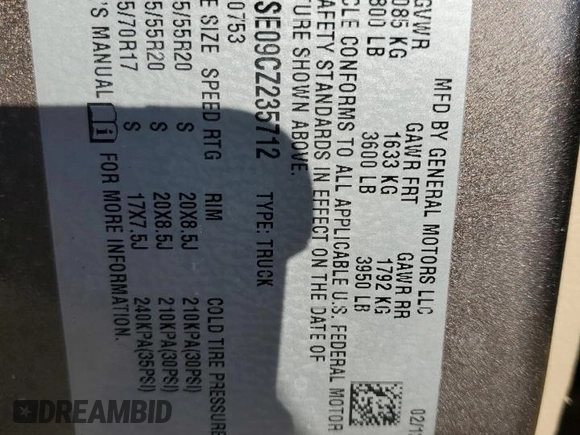 MFD BY GENERAL MOTORS LLC
02/1
GVWR GAWR FRT GAWR RR
085 KG 1633 KG 1792 KG
800 LB 3600 LB 3950 LB
CLE CONFORMS TO ALL APPLICABLE U.S. FEDERAL MOTOR
AFETY STANDARDS IN EFFECT ON THE DATE OF
TURE SHOWN ABOVE.
SIE09CZ235712 TYPE: TRUCK
0753
E SIZE SPEED RTG RIM COLD TIRE PRESSURE
5/55R20 S 20X8.5J 210KPA(30PSI)
5/55R20 S 20X8.5J 210KPA(30PSI)
5/70R17 S 17X7.5J 240KPA(35PSI)
'S MANUAL FOR MORE INFORMATION.
DREAMBID